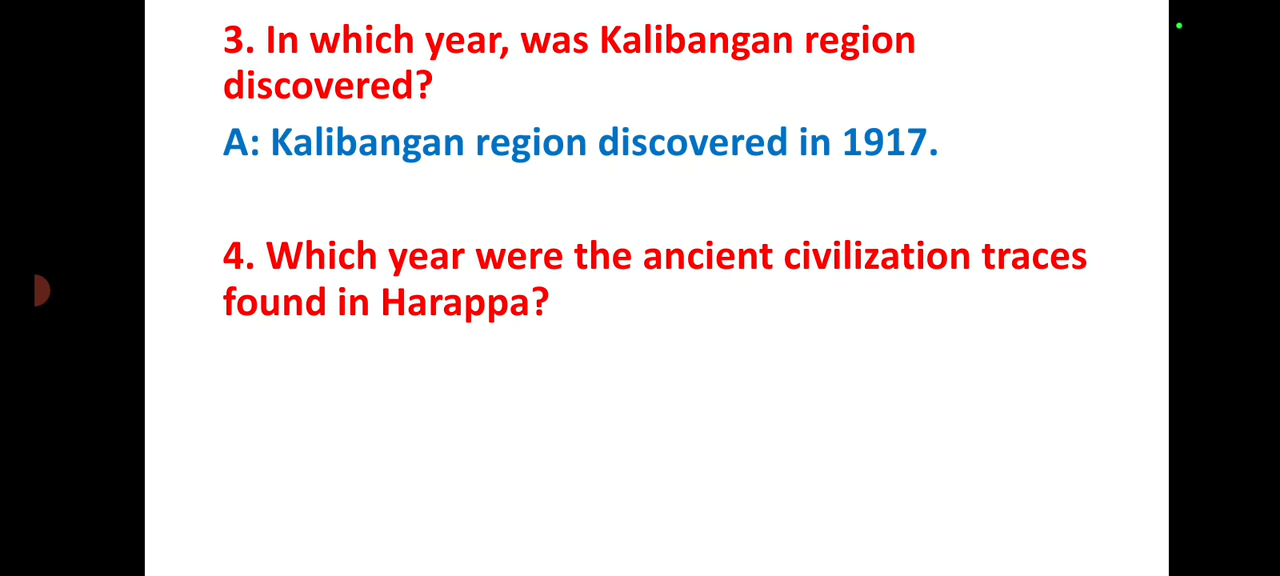 3. In which year, was Kalibangan region
discovered?
A: Kalibangan region discovered in 1917.
4. Which year were the ancient civilization traces
found in Harappa?